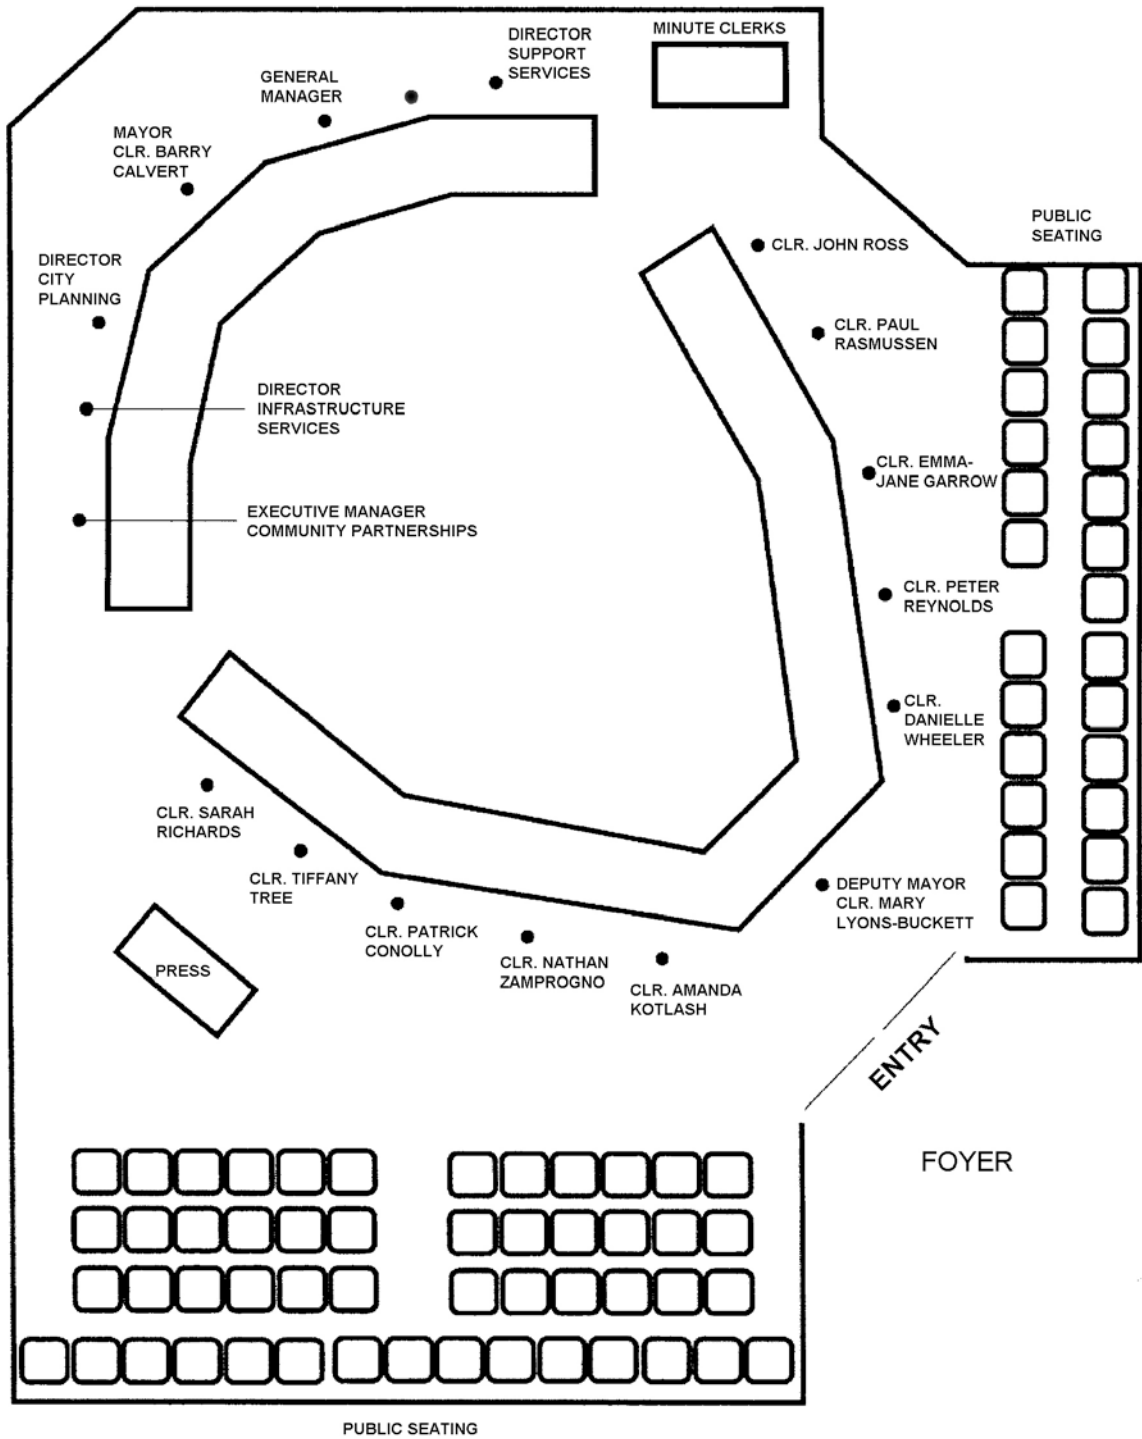 DIRECTOR
SUPPORT
SERVICES
MINUTE CLERKS
GENERAL
MANAGER
MAYOR
CLR. BARRY
CALVERT
DIRECTOR
CITY
PLANNING
DIRECTOR
INFRASTRUCTURE
SERVICES
EXECUTIVE MANAGER
COMMUNITY PARTNERSHIPS
PUBLIC
SEATING
CLR. JOHN ROSS
CLR. PAUL
RASMUSSEN
CLR. EMMA-
JANE GARROW
CLR. PETER
REYNOLDS
CLR.
DANIELLE
WHEELER
DEPUTY MAYOR
CLR. MARY
LYONS-BUCKETT
CLR. SARAH
RICHARDS
CLR. TIFFANY
TREE
CLR. PATRICK
CONOLLY
CLR. NATHAN
ZAMPROGNO
CLR. AMANDA
KOTLASH
PRESS
ENTRY
FOYER
PUBLIC SEATING